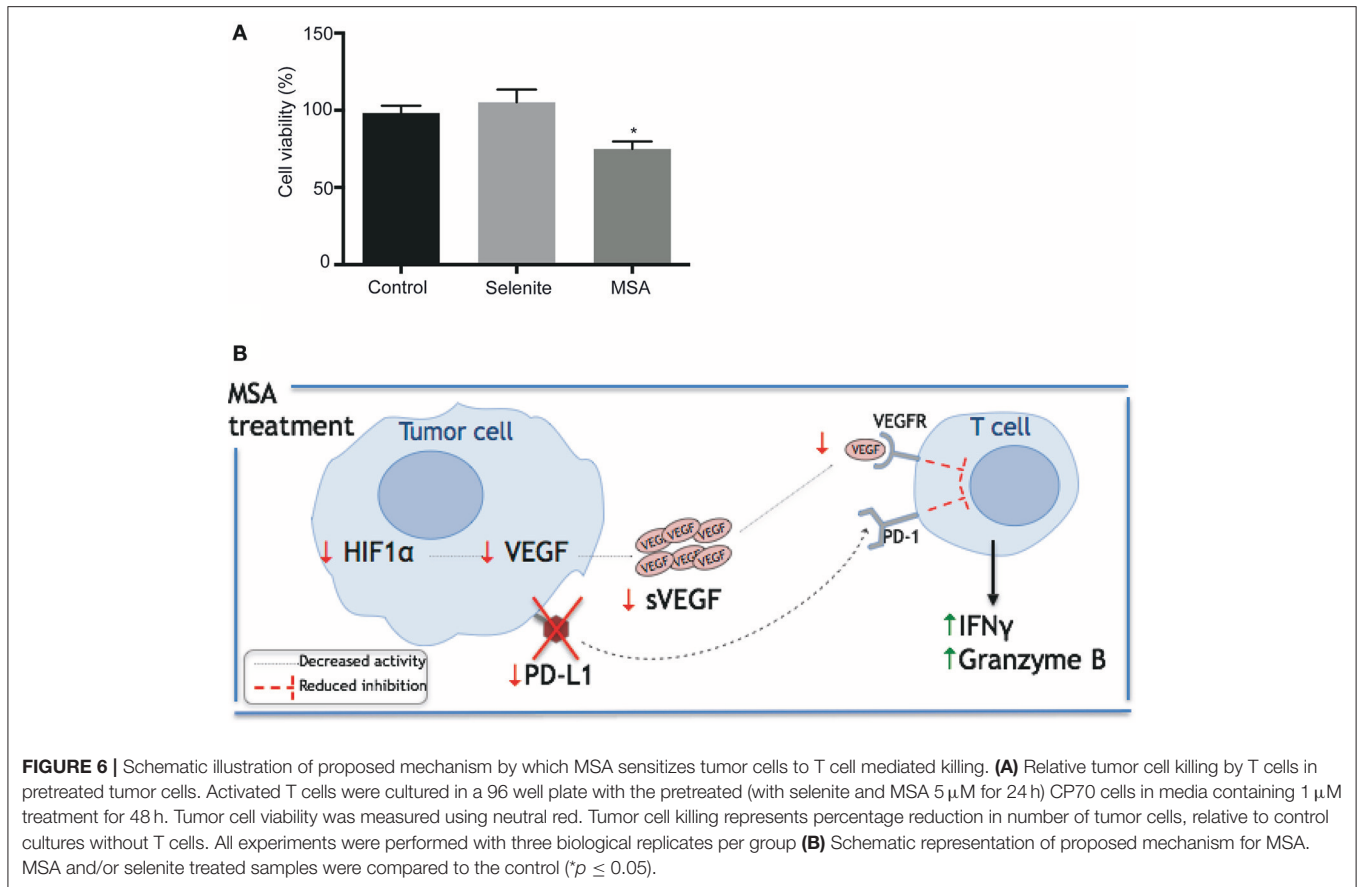 A
150
100
50
0
Cell viability (%)
*
Control Selenite MSA
B
MSA
treatment
Tumor cell
↓ HIF1α
↓ VEGF
VEGF VEGF VEGF
VEGF VEGF VEGF
↓ sVEGF
↓PD-L1
VEGFR
VEGF
T cell
PD-1
↑IFNγ
↑Granzyme B
Decreased activity
Reduced inhibition
FIGURE 6 | Schematic illustration of proposed mechanism by which MSA sensitizes tumor cells to T cell mediated killing. (A) Relative tumor cell killing by T cells in
pretreated tumor cells. Activated T cells were cultured in a 96 well plate with the pretreated (with selenite and MSA 5 μM for 24 h) CP70 cells in media containing 1 μM
treatment for 48 h. Tumor cell viability was measured using neutral red. Tumor cell killing represents percentage reduction in number of tumor cells, relative to control
cultures without T cells. All experiments were performed with three biological replicates per group (B) Schematic representation of proposed mechanism for MSA.
MSA and/or selenite treated samples were compared to the control (*p ≤ 0.05).